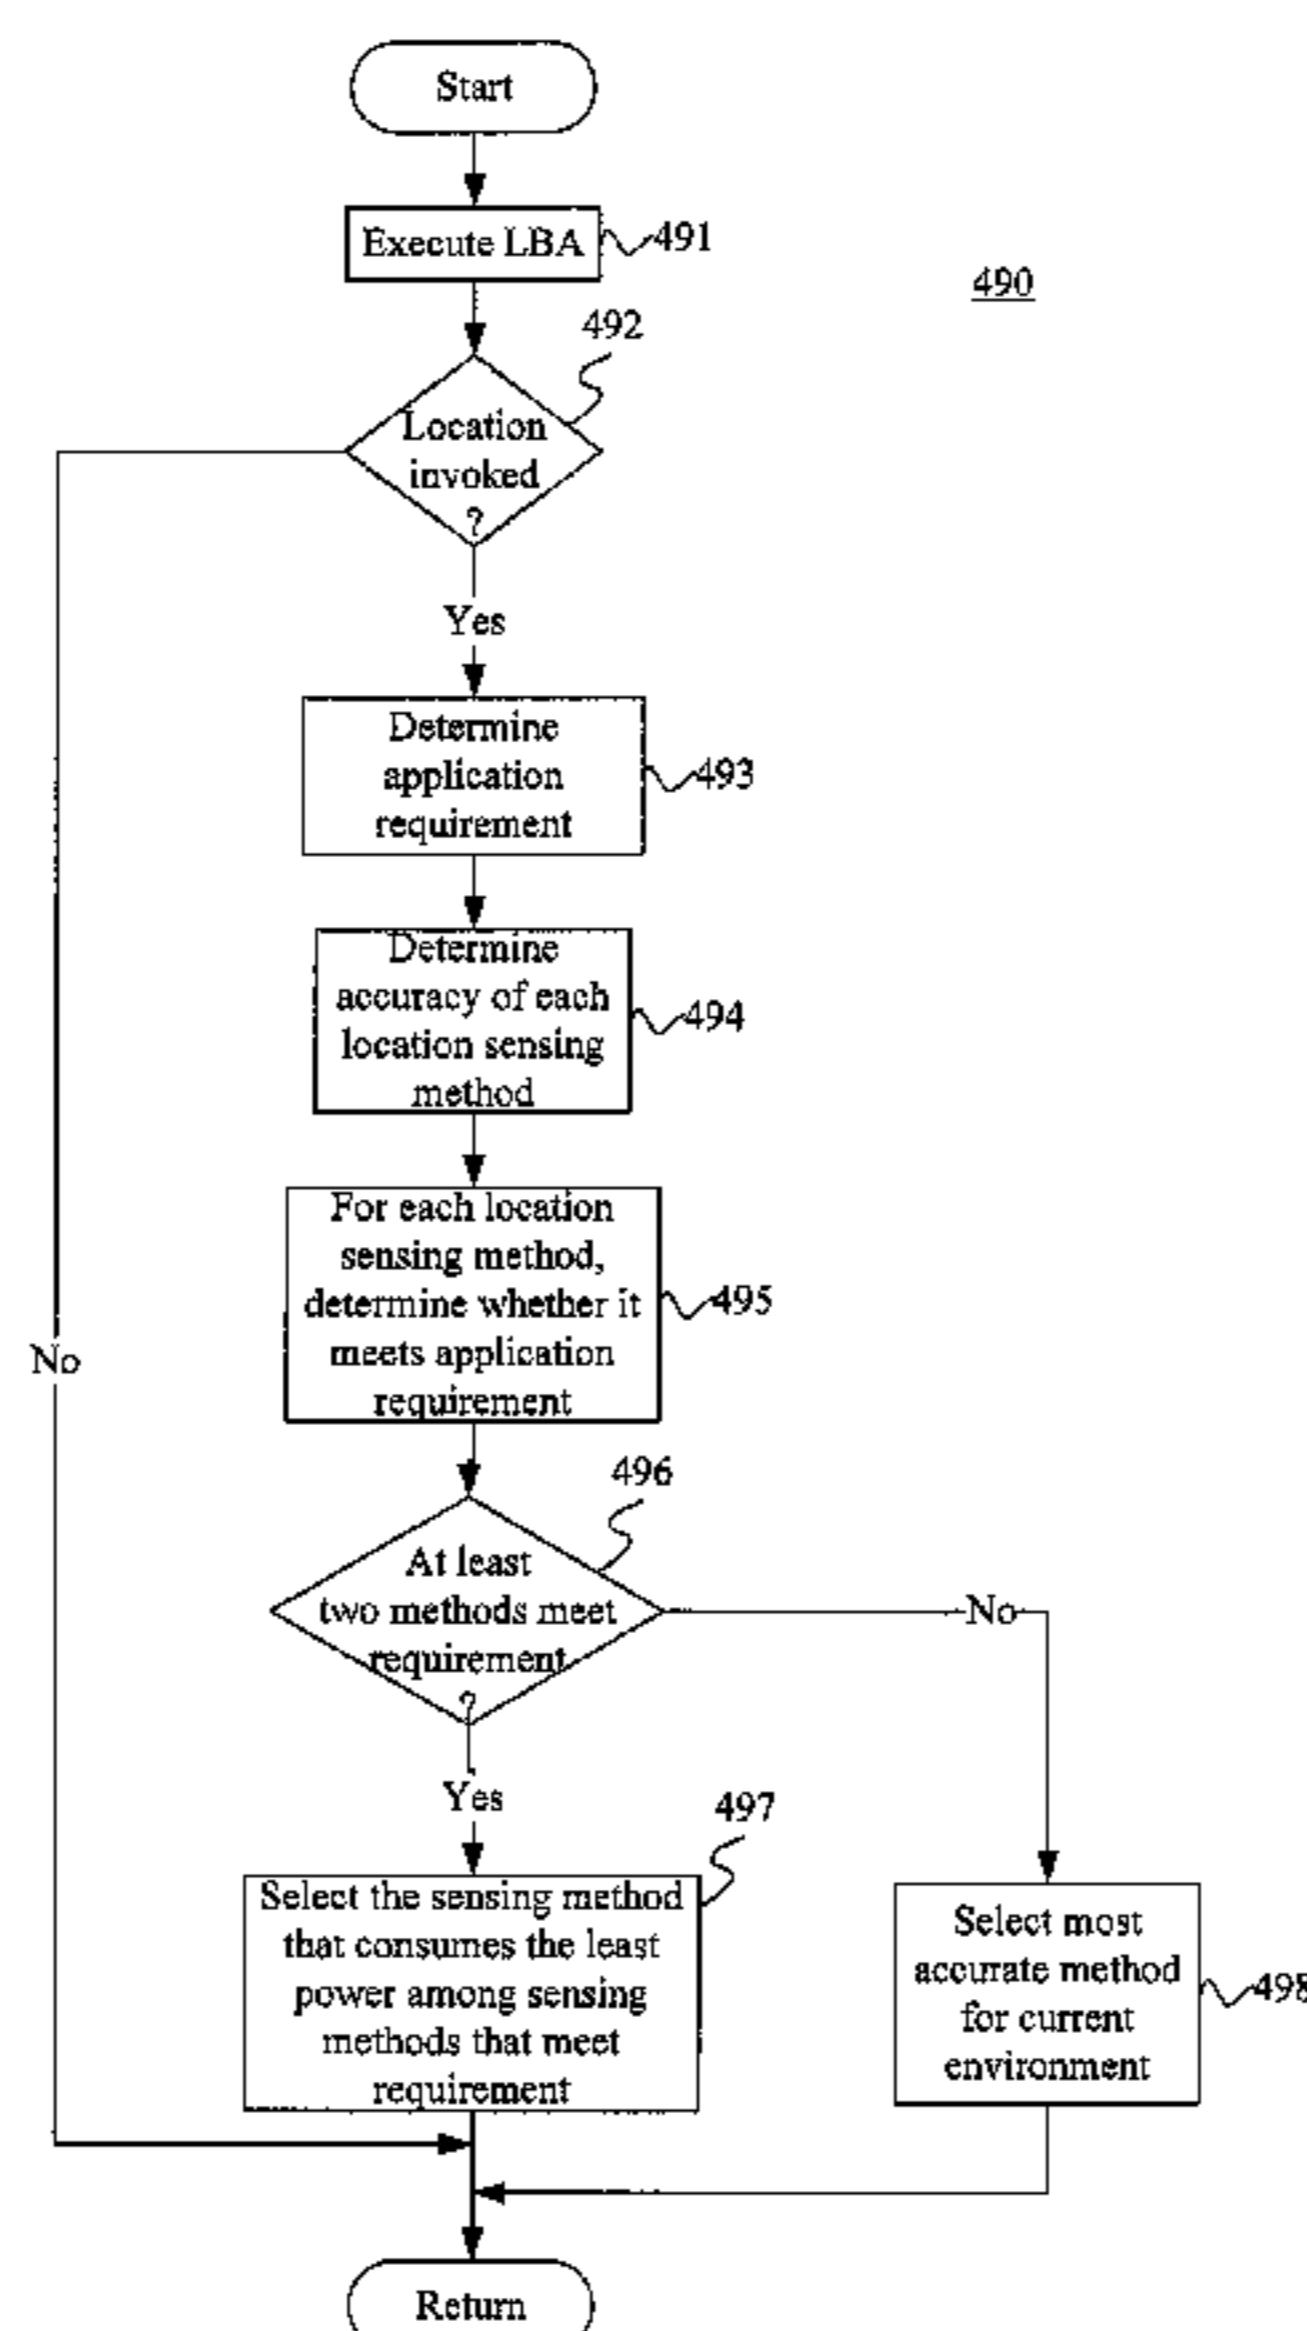 Start
Execute LBA
491
490
492
Location
invoked
?
Yes
Determine
application
requirement
493
Determine
accuracy of each
location sensing
method
494
For each location
sensing method,
determine whether it
meets application
requirement
495
No
496
At least
two methods meet
requirement
?
No
Yes
497
Select the sensing method
that consumes the least
power among sensing
methods that meet
requirement
Select most
accurate method
for current
environment
498
Return